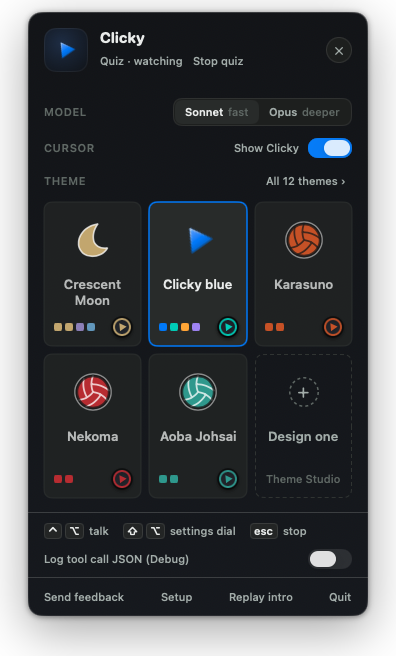 Clicky
Quiz · watching Stop quiz
MODEL Sonnet fast Opus deeper
CURSOR Show Clicky
THEME All 12 themes ›
Crescent
Moon
Clicky blue
Karasuno
Nekoma
Aoba Johsai
Design one
Theme Studio
^ ⌥ talk ⇧ ⌥ settings dial esc stop
Log tool call JSON (Debug)
Send feedback Setup Replay intro Quit